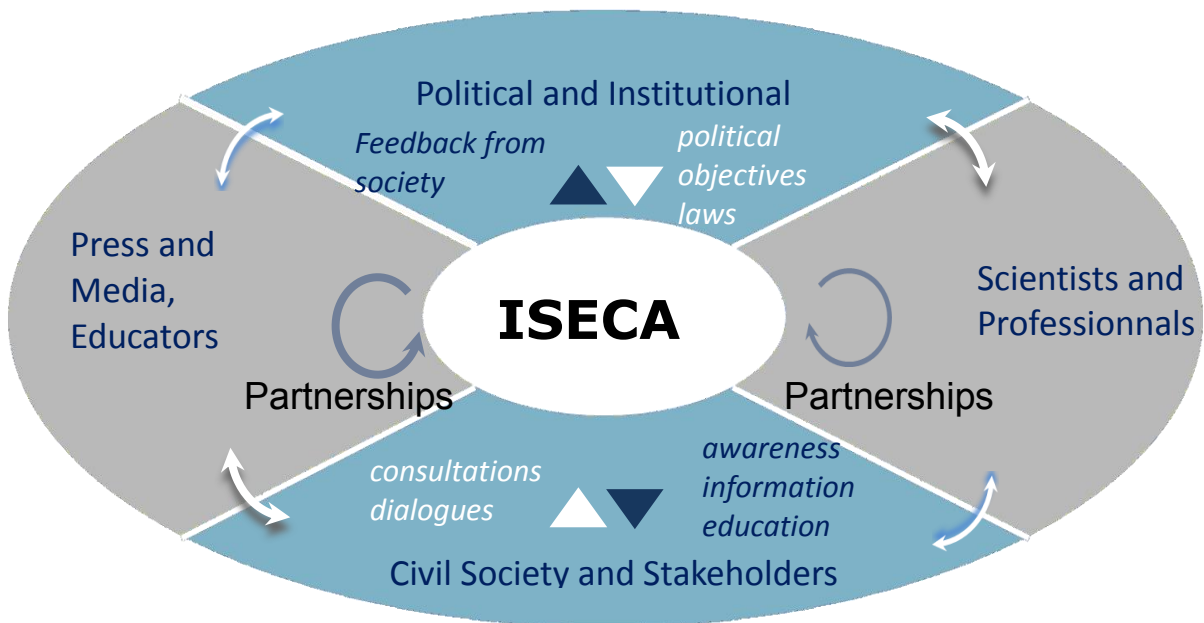 Political and Institutional
Feedback from
society
political
objectives
laws
Press and
Media,
Educators
ISECA
Scientists and
Professionnals
Partnerships
Partnerships
consultations
dialogues
awareness
information
education
Civil Society and Stakeholders